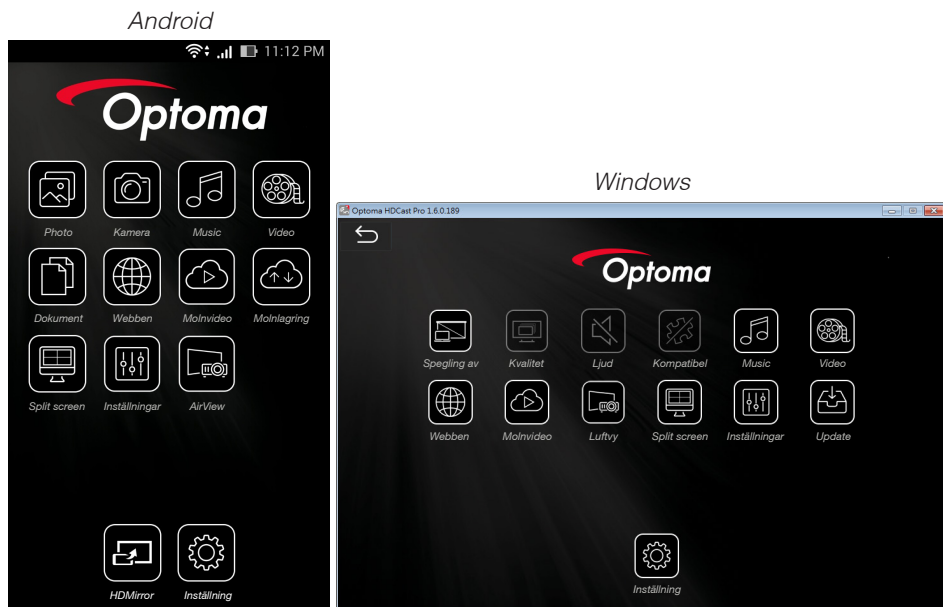 Android
11:12 PM
Optoma
Photo Kamera Music Video
Dokument Webben Molnvideo Molnlagring
Split screen Inställningar AirView
HDMirror Inställning
Windows
Optoma HDCast Pro 1.6.0.189
Optoma
Spegling av Kvalitet Ljud Kompatibel Music Video
Webben Molnvideo Luftvy Split screen Inställningar Update
Inställning